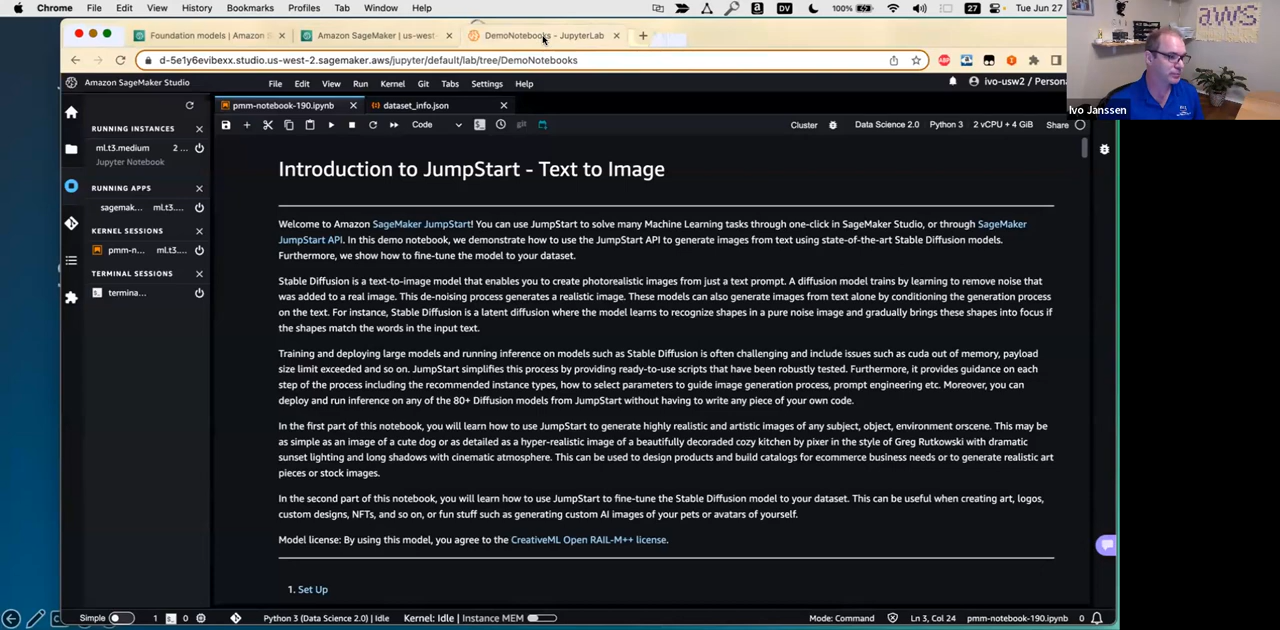 Chrome File Edit View History Bookmarks Profiles Tab Window Help
a DV 100% 27 Tue Jun 27
aws
Foundation models | Amazon S
Amazon SageMaker | us-west
DemoNotebooks - JupyterLab
d-5e1y6evibexx.studio.us-west-2.sagemaker.aws/jupyter/default/lab/tree/DemoNotebooks
Amazon SageMaker Studio File Edit View Run Kernel Git Tabs Settings Help ivo-usw2 / Persona
Ivo Janssen
pmm-notebook-190.ipynb
dataset_info.json
Code
git
Cluster Data Science 2.0 Python 3 2 vCPU + 4 GiB Share
RUNNING INSTANCES
ml.t3.medium 2 ...
Jupyter Notebook
RUNNING APPS
sagemak... ml.t3....
KERNEL SESSIONS
pmm-n... ml.t3....
TERMINAL SESSIONS
termina...
Introduction to JumpStart - Text to Image
Welcome to Amazon SageMaker JumpStart! You can use JumpStart to solve many Machine Learning tasks through one-click in SageMaker Studio, or through SageMaker
JumpStart API. In this demo notebook, we demonstrate how to use the JumpStart API to generate images from text using state-of-the-art Stable Diffusion models.
Furthermore, we show how to fine-tune the model to your dataset.
Stable Diffusion is a text-to-image model that enables you to create photorealistic images from just a text prompt. A diffusion model trains by learning to remove noise that
was added to a real image. This de-noising process generates a realistic image. These models can also generate images from text alone by conditioning the generation process
on the text. For instance, Stable Diffusion is a latent diffusion where the model learns to recognize shapes in a pure noise image and gradually brings these shapes into focus if
the shapes match the words in the input text.
Training and deploying large models and running inference on models such as Stable Diffusion is often challenging and include issues such as cuda out of memory, payload
size limit exceeded and so on. JumpStart simplifies this process by providing ready-to-use scripts that have been robustly tested. Furthermore, it provides guidance on each
step of the process including the recommended instance types, how to select parameters to guide image generation process, prompt engineering etc. Moreover, you can
deploy and run inference on any of the 80+ Diffusion models from JumpStart without having to write any piece of your own code.
In the first part of this notebook, you will learn how to use JumpStart to generate highly realistic and artistic images of any subject, object, environment orscene. This may be
as simple as an image of a cute dog or as detailed as a hyper-realistic image of a beautifully decoraded cozy kitchen by pixer in the style of Greg Rutkowski with dramatic
sunset lighting and long shadows with cinematic atmosphere. This can be used to design products and build catalogs for ecommerce business needs or to generate realistic art
pieces or stock images.
In the second part of this notebook, you will learn how to use JumpStart to fine-tune the Stable Diffusion model to your dataset. This can be useful when creating art, logos,
custom designs, NFTs, and so on, or fun stuff such as generating custom AI images of your pets or avatars of yourself.
Model license: By using this model, you agree to the CreativeML Open RAIL-M++ license.
1. Set Up
Simple 1 0 Python 3 (Data Science 2.0) | Idle Kernel: Idle | Instance MEM Mode: Command Ln 3, Col 24 pmm-notebook-190.ipynb 0